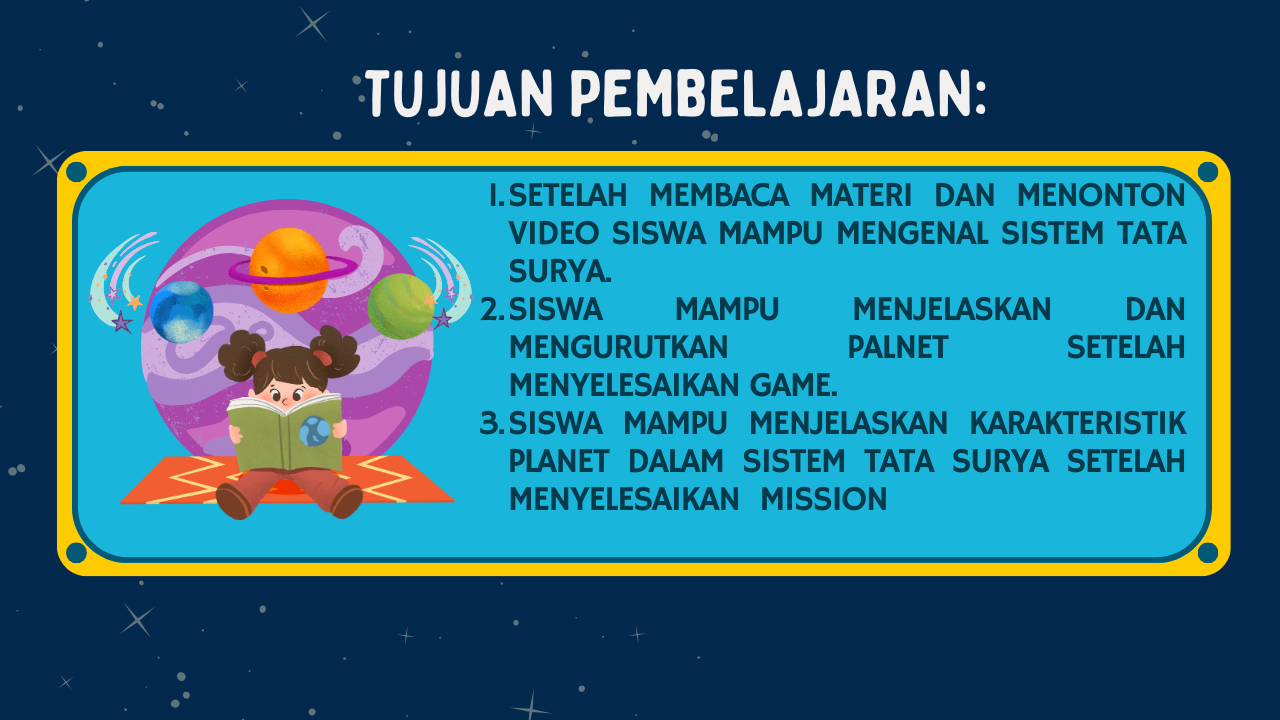 TUJUAN PEMBELAJARAN:
1. SETELAH MEMBACA MATERI DAN MENONTON
VIDEO SISWA MAMPU MENGENAL SISTEM TATA
SURYA.
2. SISWA MAMPU MENJELASKAN DAN
MENGURUTKAN PALNET SETELAH
MENYELESAIKAN GAME.
3. SISWA MAMPU MENJELASKAN KARAKTERISTIK
PLANET DALAM SISTEM TATA SURYA SETELAH
MENYELESAIKAN MISSION